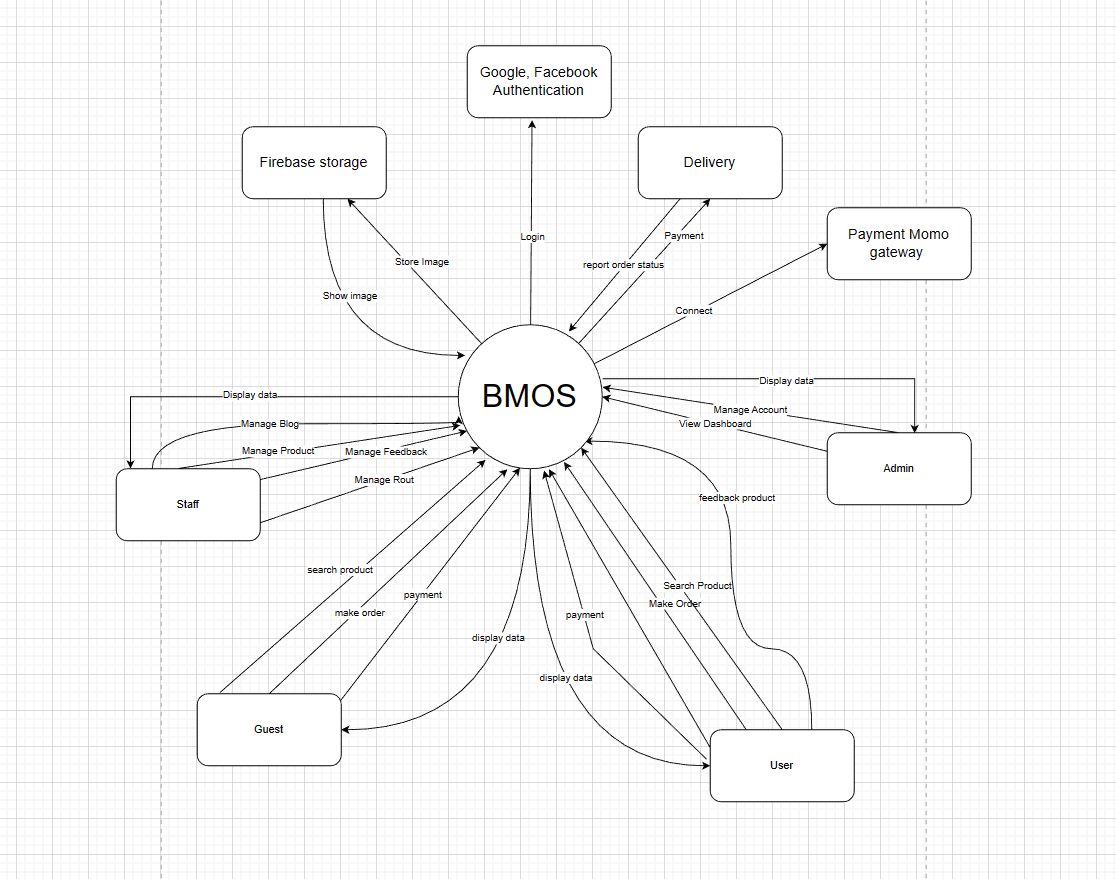 Google, Facebook
Authentication
Firebase storage
Delivery
Payment Momo
gateway
Login
Payment
Store Image
report order status
Show image
Connect
BMOS
Display data
Display data
Manage Account
Manage Blog
View Dashboard
Manage Product
Manage Feedback
Admin
Manage Rout
feedback product
Staff
search product
Search Product
payment
Make Order
make order
payment
display data
display data
Guest
User